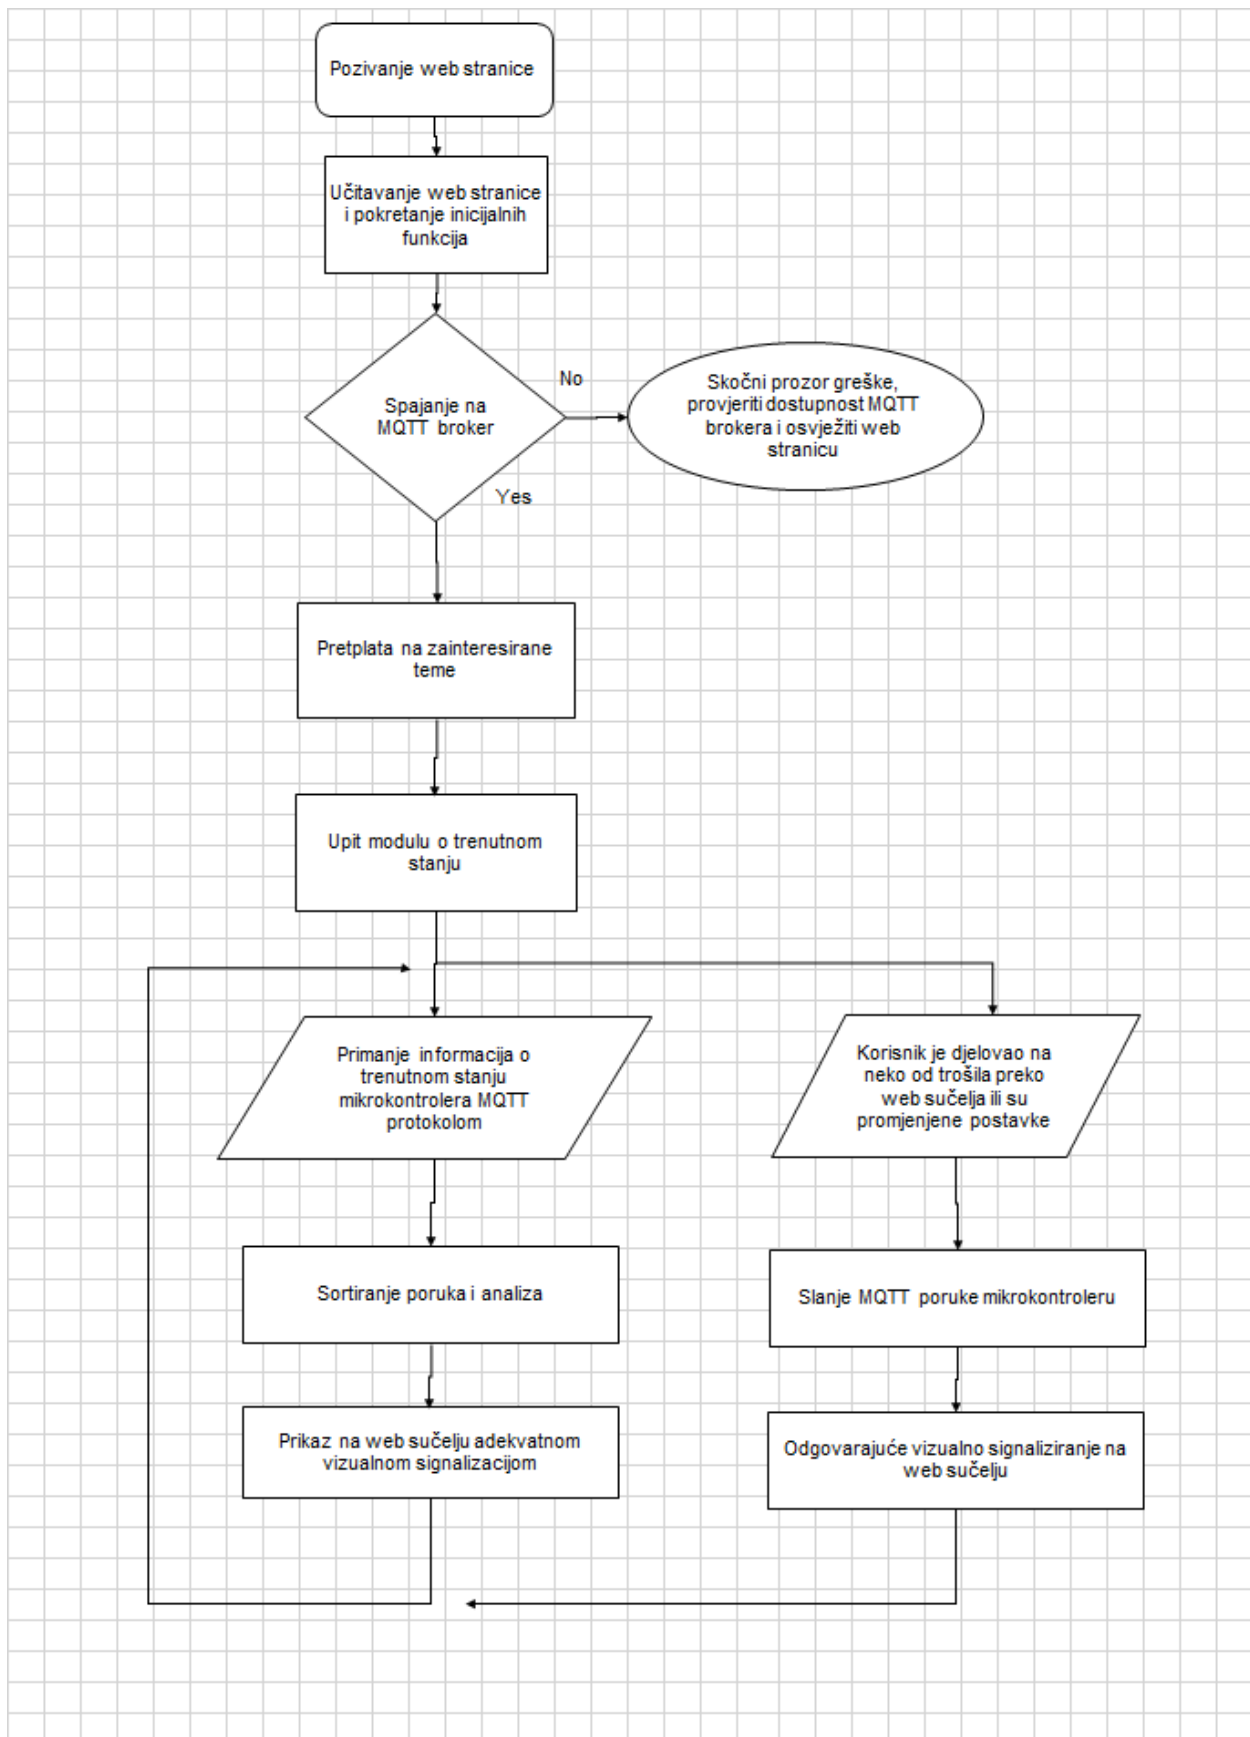 Pozivanje web stranice
Učitavanje web stranice
i pokretanje inicijalnih
funkcija
Spajanje na
MQTT broker
No
Skočni prozor greške,
provjeriti dostupnost MQTT
brokera i osvježiti web
stranicu
Yes
Pretplata na zainteresirane
teme
Upit modulu o trenutnom
stanju
Primanje informacija o
trenutnom stanju
mikrokontrolera MQTT
protokolom
Korisnik je djelovao na
neko od trošila preko
web sučelja ili su
promjenjene postavke
Sortiranje poruka i analiza
Slanje MQTT poruke mikrokontroleru
Prikaz na web sučelju adekvatnom
vizualnom signalizacijom
Odgovarajuće vizualno signaliziranje na
web sučelju